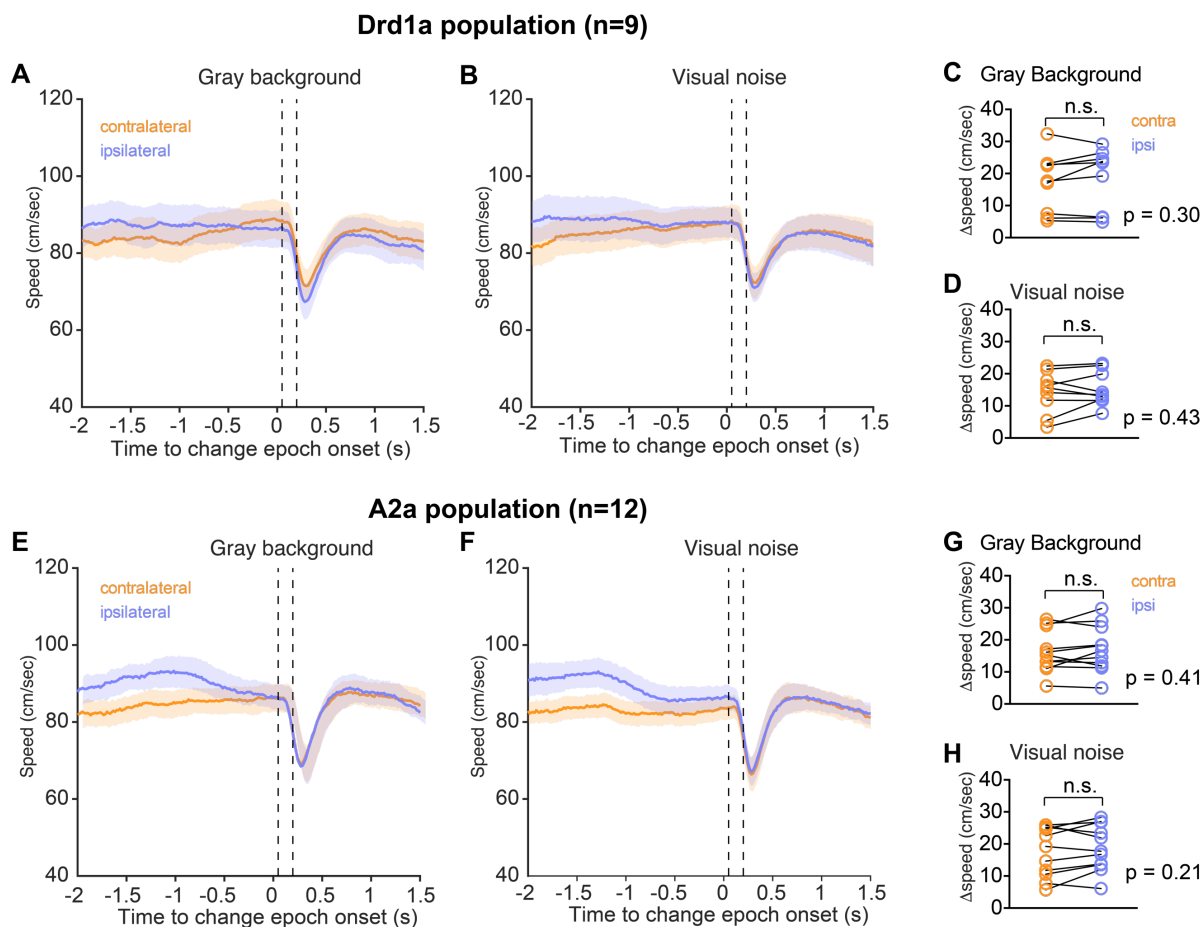 Drd1a population (n=9)
A
Gray background
120
100
80
60
40
Speed (cm/sec)
contralateral
ipsilateral
-2 -1.5 -1 -0.5 0 0.5 1 1.5
Time to change epoch onset (s)
B
Visual noise
120
100
80
60
40
Speed (cm/sec)
-2 -1.5 -1 -0.5 0 0.5 1 1.5
Time to change epoch onset (s)
C Gray Background
40
30
20
10
0
Δspeed (cm/sec)
n.s.
contra
ipsi
p = 0.30
D
Visual noise
40
30
20
10
0
Δspeed (cm/sec)
n.s.
p = 0.43
A2a population (n=12)
E
Gray background
120
100
80
60
40
Speed (cm/sec)
contralateral
ipsilateral
-2 -1.5 -1 -0.5 0 0.5 1 1.5
Time to change epoch onset (s)
F
Visual noise
120
100
80
60
40
Speed (cm/sec)
-2 -1.5 -1 -0.5 0 0.5 1 1.5
Time to change epoch onset (s)
G Gray Background
40
30
20
10
0
Δspeed (cm/sec)
n.s.
contra
ipsi
p = 0.41
H
Visual noise
40
30
20
10
0
Δspeed (cm/sec)
n.s.
p = 0.21